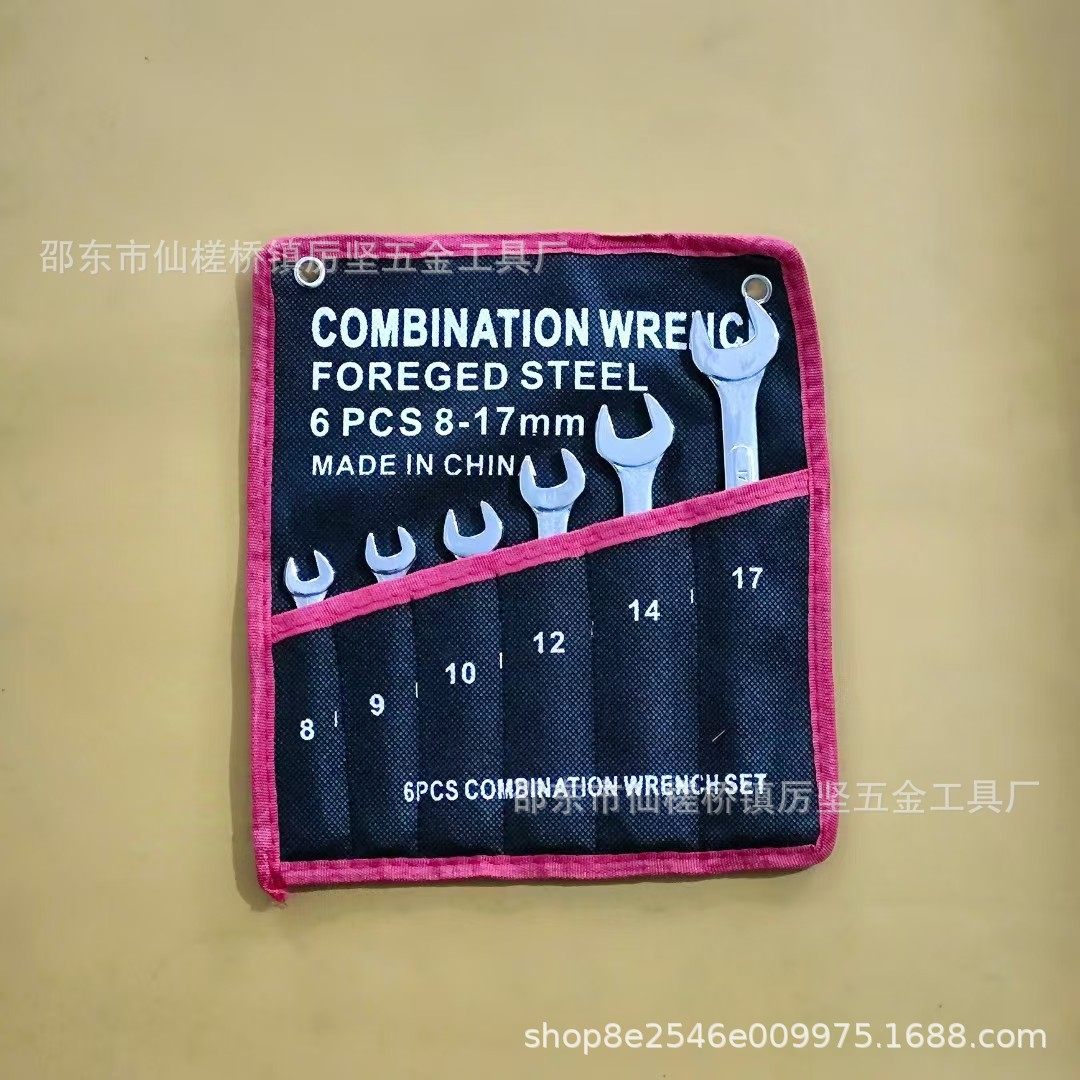 邵东市仙槎桥镇厉坚五金工具厂
COMBINATION WRENCH
FOREGED STEEL
6 PCS 8-17mm
MADE IN CHINA
17
17
14
12
10
9
8
6PCS COMBINATION WRENCH SET
邵东市仙槎桥镇厉坚五金工具厂
shop8e2546e009975.1688.com